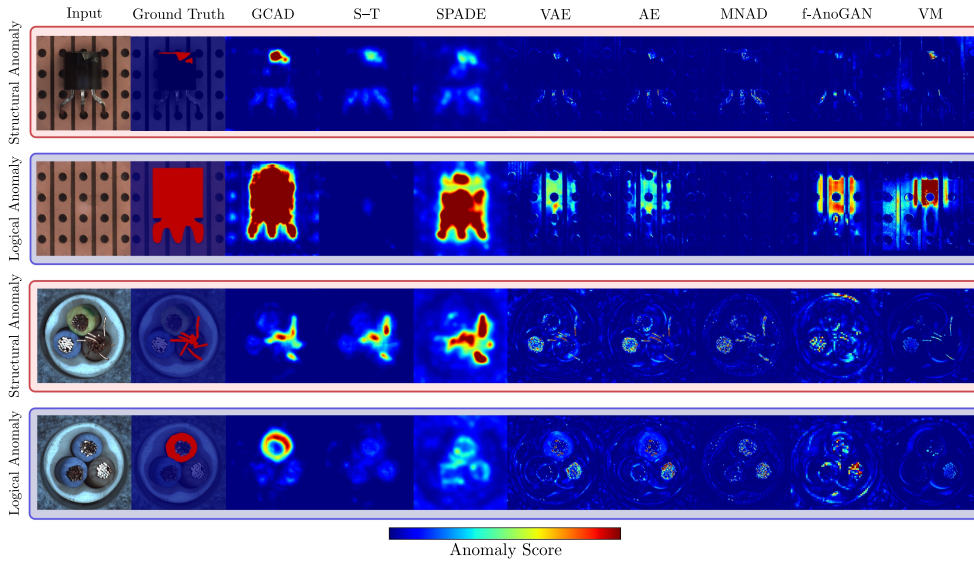 Input Ground Truth GCAD S–T SPADE VAE AE MNAD f-AnoGAN VM
Structural Anomaly
Logical Anomaly
Structural Anomaly
Logical Anomaly
Anomaly Score